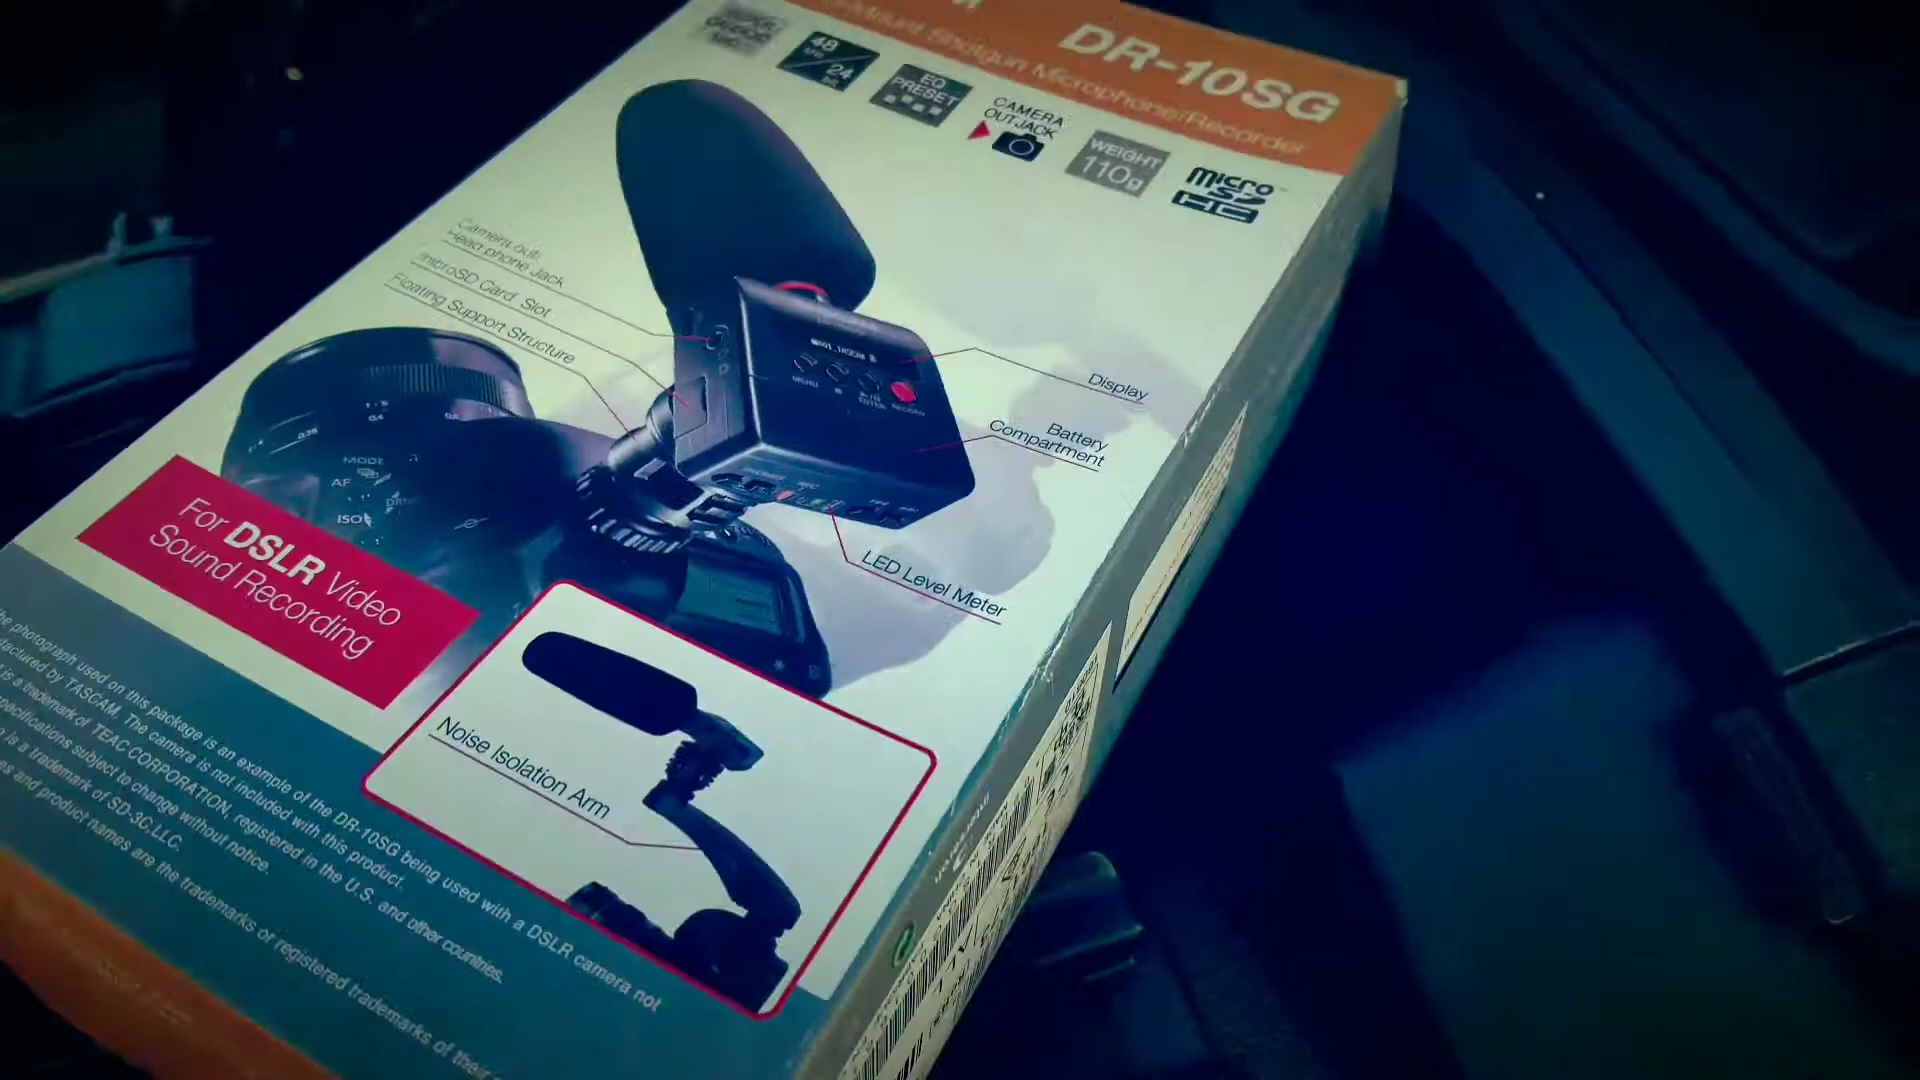 DR-10SG
Shotgun Microphone/Recorder
48
24
EQ
PRESET
CAMERA
OUT JACK
WEIGHT
110g
micro
SD
HC
Camera out/
Head phone Jack
microSD Card Slot
Floating Support Structure
Display
Battery
Compartment
LED Level Meter
MENU
ENTER
RECORD
MODE
AF
ISO
For DSLR Video
Sound Recording
Noise Isolation Arm
photograph used on this package is an example of the DR-10SG being used with a DSLR camera not
by TASCAM. The camera is not included with this product.
is a trademark of TEAC CORPORATION, registered in the U.S. and other countries.
specifications subject to change without notice.
is a trademark of SD-3C,LLC.
and product names are the trademarks or registered trademarks of their